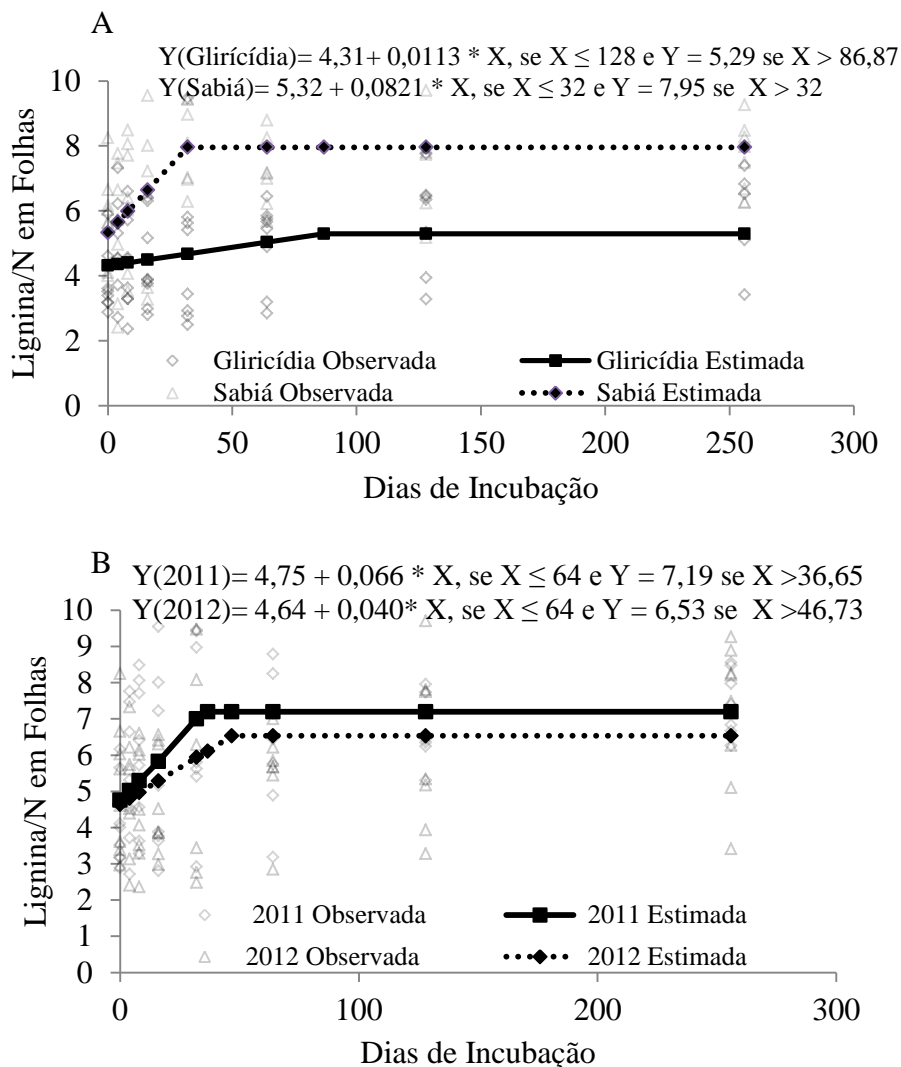 A
Y(Glirícídia)= 4,31+ 0,0113 * X, se X ≤ 128 e Y = 5,29 se X > 86,87
Y(Sabiá)= 5,32 + 0,0821 * X, se X ≤ 32 e Y = 7,95 se X > 32
10
8
6
4
2
0
Lignina/N em Folhas
Gliricídia Observada
Gliricídia Estimada
Sabiá Observada
Sabiá Estimada
0 50 100 150 200 250 300
Dias de Incubação
B
Y(2011)= 4,75 + 0,066 * X, se X ≤ 64 e Y = 7,19 se X >36,65
Y(2012)= 4,64 + 0,040* X, se X ≤ 64 e Y = 6,53 se X >46,73
10
9
8
7
6
5
4
3
2
1
0
Lignina/N em Folhas
2011 Observada
2011 Estimada
2012 Observada
2012 Estimada
0 100 200 300
Dias de Incubação